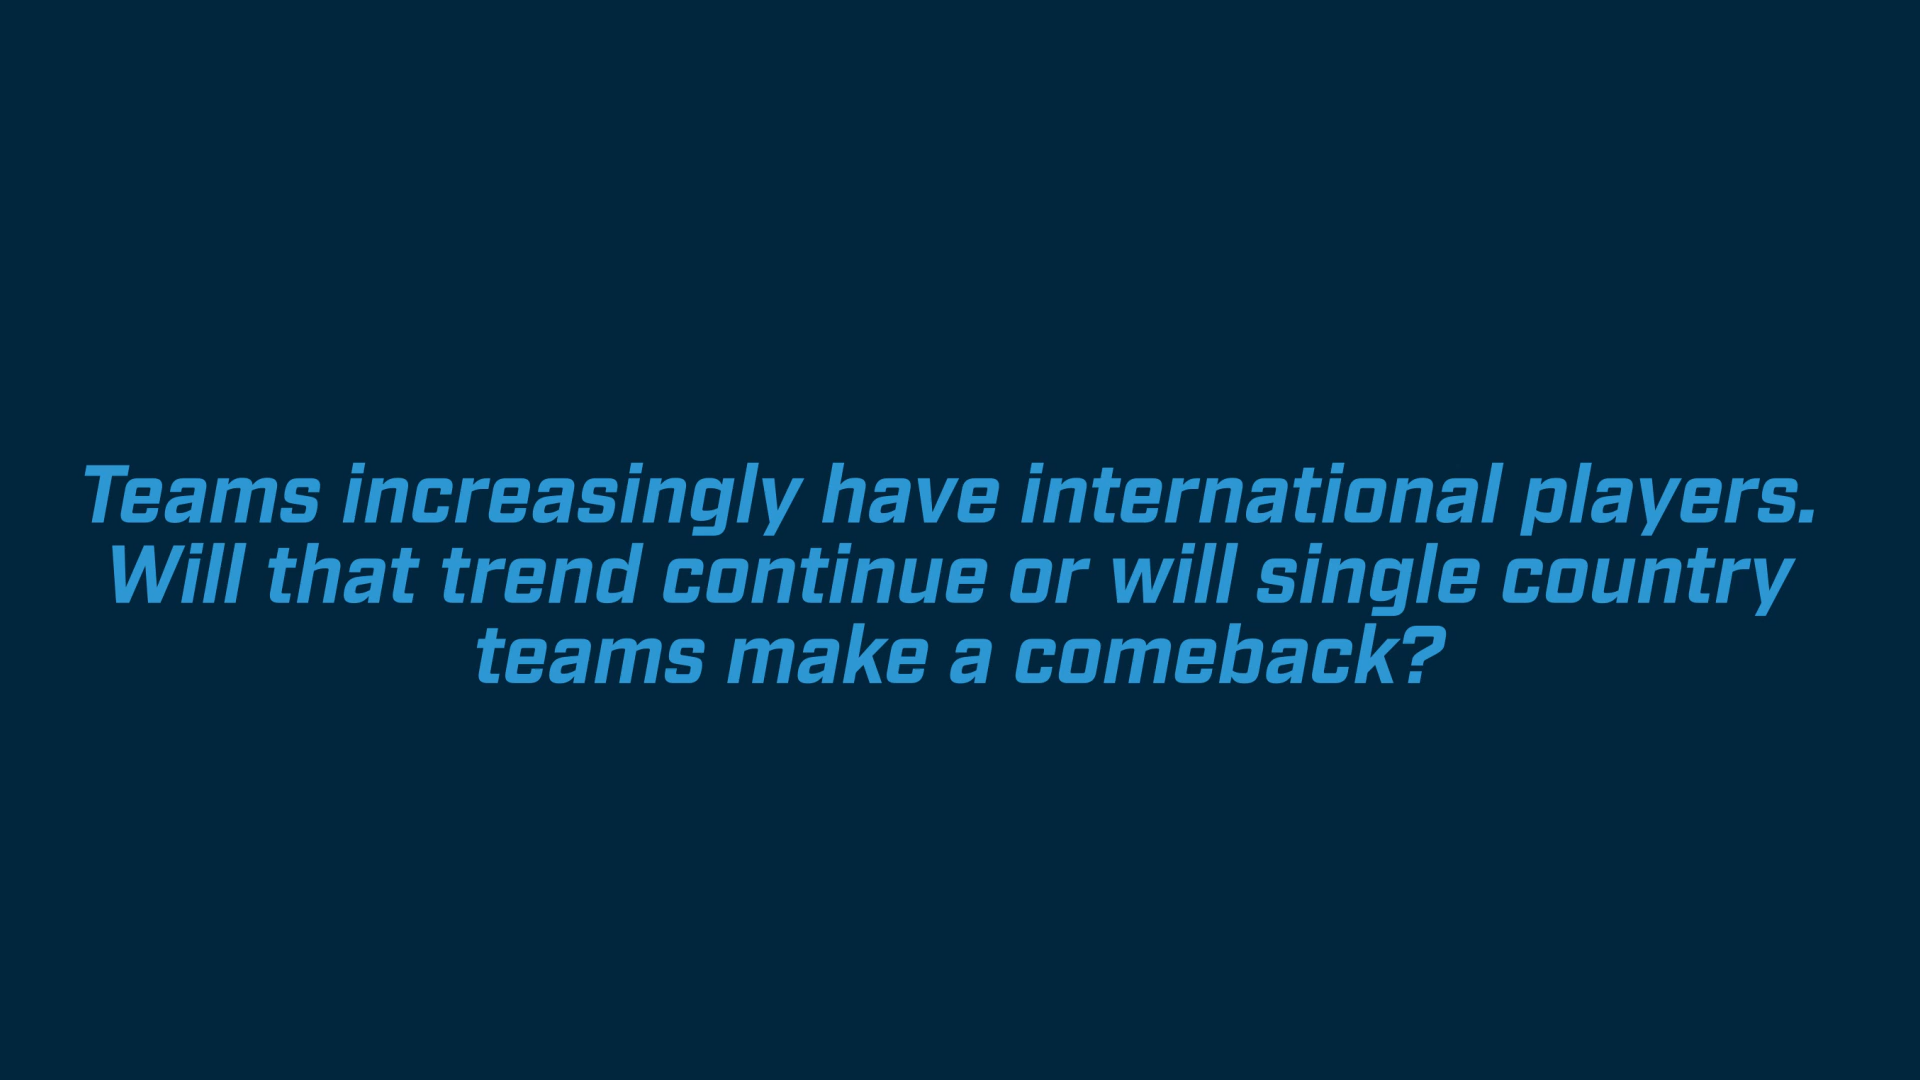 Teams increasingly have international players.
Will that trend continue or will single country
teams make a comeback?